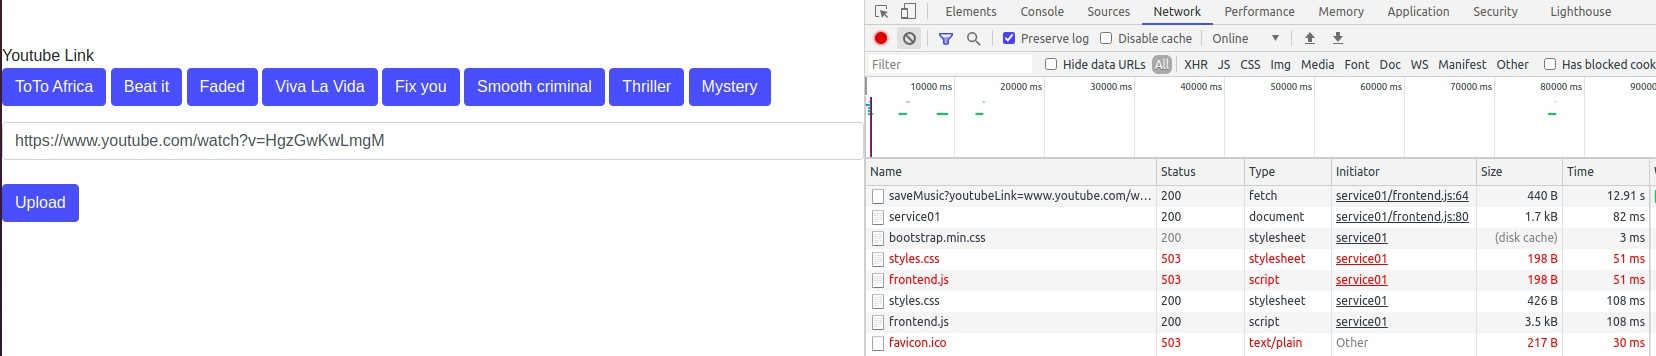 Elements Console Sources Network Performance Memory Application Security Lighthouse
Preserve log Disable cache Online
Filter Hide data URLs All XHR JS CSS Img Media Font Doc WS Manifest Other Has blocked cook
10000 ms 20000 ms 30000 ms 40000 ms 50000 ms 60000 ms 70000 ms 80000 ms 90000
Youtube Link
ToTo Africa Beat it Faded Viva La Vida Fix you Smooth criminal Thriller Mystery
https://www.youtube.com/watch?v=HgzGwKwLmgM
Upload
Name Status Type Initiator Size Time
saveMusic?youtubeLink=www.youtube.com/w... 200 fetch service01/frontend.js:64 440 B 12.91 s
service01 200 document service01/frontend.js:80 1.7 kB 82 ms
bootstrap.min.css 200 stylesheet service01 (disk cache) 3 ms
styles.css 503 stylesheet service01 198 B 51 ms
frontend.js 503 script service01 198 B 51 ms
styles.css 200 stylesheet service01 426 B 108 ms
frontend.js 200 script service01 3.5 kB 108 ms
favicon.ico 503 text/plain Other 217 B 30 ms